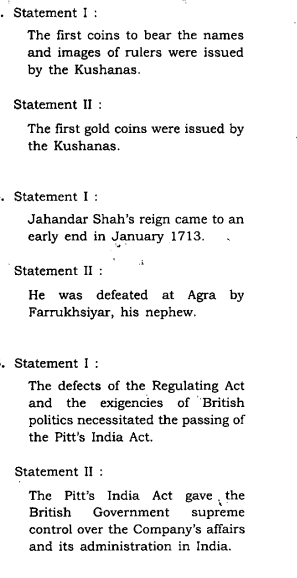 . Statement I :
The first coins to bear the names
and images of rulers were issued
by the Kushanas.
Statement II :
The first gold coins were issued by
the Kushanas.
. Statement I :
Jahandar Shah's reign came to an
early end in January 1713.
Statement II :
He was defeated at Agra by
Farrukhsiyar, his nephew.
. Statement I :
The defects of the Regulating Act
and the exigencies of British
politics necessitated the passing of
the Pitt's India Act.
Statement II :
The Pitt's India Act gave the
British Government supreme
control over the Company's affairs
and its administration in India.